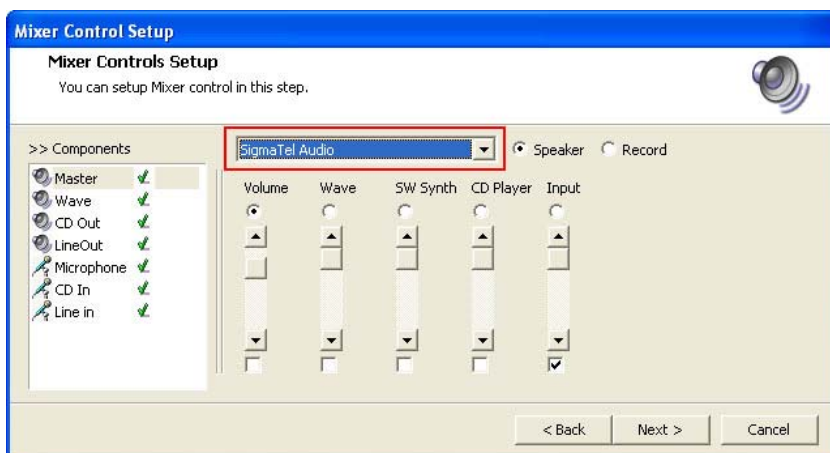 Mixer Control Setup
Mixer Controls Setup
You can setup Mixer control in this step.
>> Components
SigmaTel Audio
Speaker
Record
Master
Wave
CD Out
LineOut
Microphone
CD In
Line in
Volume
Wave
SW Synth
CD Player
Input
< Back
Next >
Cancel